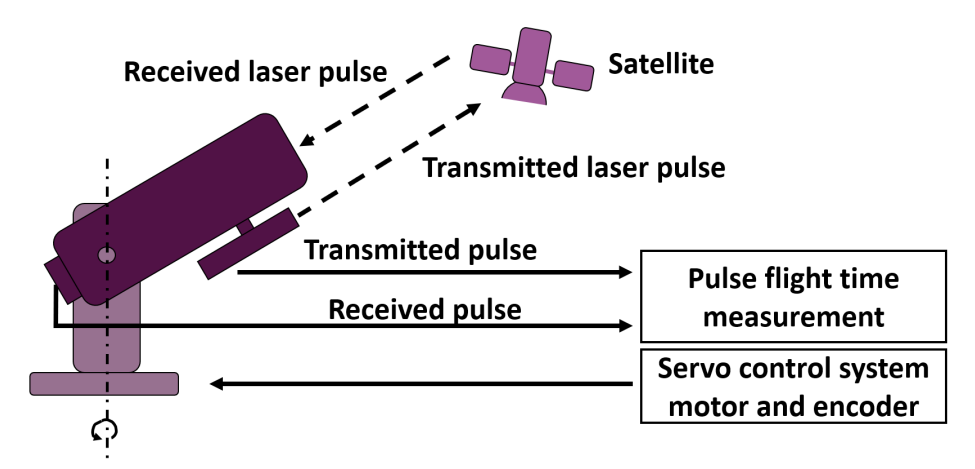 Received laser pulse
Satellite
Transmitted laser pulse
Transmitted pulse
Received pulse
Pulse flight time
measurement
Servo control system
motor and encoder